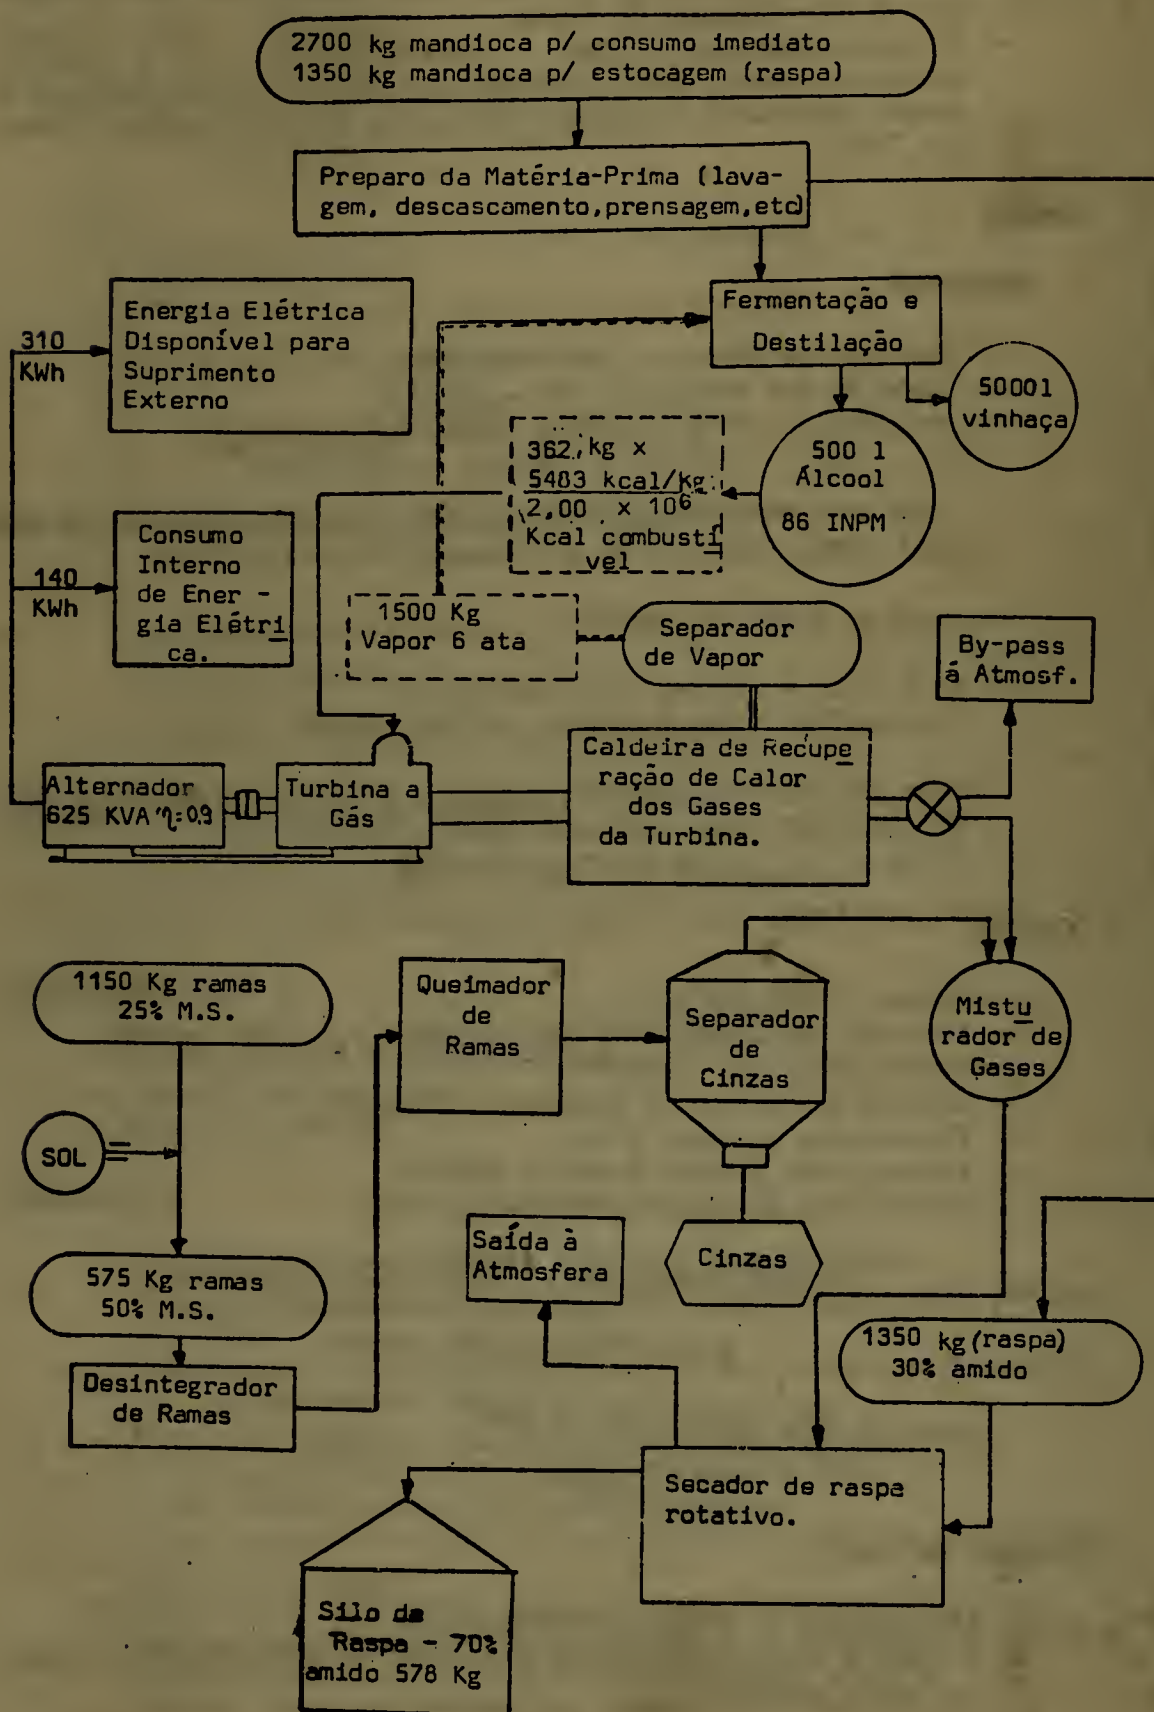 2700 kg mandioca p/ consumo imediato
1350 kg mandioca p/ estocagem (raspa)
Preparo da Matéria-Prima (lava-
gem, descascamento, prensagem, etc)
Energia Elétrica
Disponível para
Suprimento
Externo
310
KWh
Fermentação e
Destilação
5000l
vinhaça
500 l
Álcool
86 INPM
362 kg x
5483 kcal/kg
2,00 x 10⁶
Kcal combustí
vel
Consumo
Interno
de Ener -
gia Elétri
ca.
140
KWh
1500 Kg
Vapor 6 ata
Separador
de Vapor
By-pass
á Atmosf.
Alternador
625 KVA η=0,9
Turbina a
Gás
Caldeira de Recupe
ração de Calor
dos Gases
da Turbina.
1150 Kg ramas
25% M.S.
Queimador
de
Ramas
Separador
de
Cinzas
Mistu
rador de
Gases
SOL
575 Kg ramas
50% M.S.
Saída à
Atmosfera
Cinzas
1350 kg (raspa)
30% amido
Desintegrador
de Ramas
Secador de raspa
rotativo.
Silo de
Raspa - 70%
amido 578 Kg